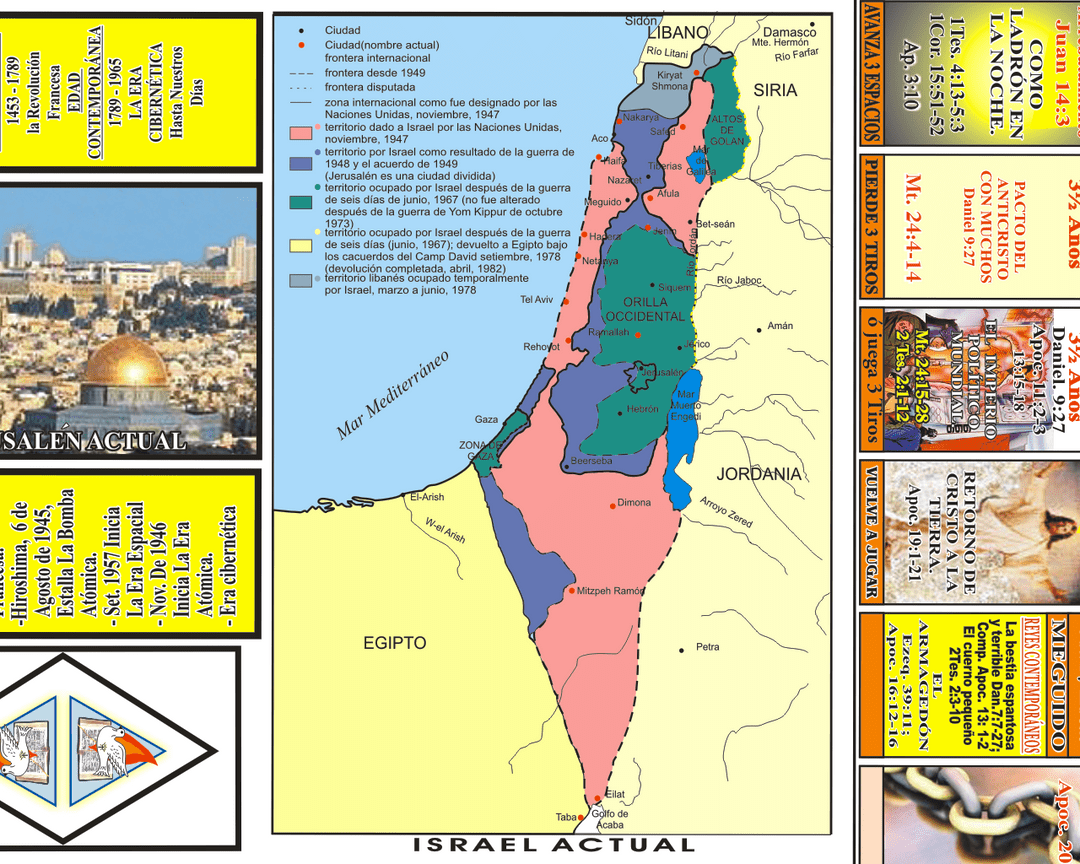 1453 - 1789
la Revolución
Francesa
EDAD
CONTEMPORÁNEA
1789 - 1965
LA ERA
CIBERNÉTICA
Hasta Nuestros
Días
USALÉN ACTUAL
-Hiroshima, 6 de
Agosto de 1945,
Estalla La Bomba
Atómica.
- Set. 1957 Inicia
La Era Espacial
- Nov. De 1946
Inicia La Era
Atómica.
- Era cibernética
Ciudad
Ciudad(nombre actual)
frontera internacional
frontera desde 1949
frontera disputada
zona internacional como fue designado por las
Naciones Unidas, noviembre, 1947
territorio dado a Israel por las Naciones Unidas,
noviembre, 1947
territorio por Israel como resultado de la guerra de
1948 y el acuerdo de 1949
(Jerusalén es una ciudad dividida)
territorio ocupado por Israel después de la guerra
de seis días de junio, 1967 (no fue alterado
después de la guerra de Yom Kippur de octubre
1973)
territorio ocupado por Israel después de la guerra
de seis días (junio, 1967); devuelto a Egipto bajo
los cacuerdos del Camp David setiembre, 1978
(devolución completada, abril, 1982)
territorio libanés ocupado temporalmente
por Israel, marzo a junio, 1978
Sidón
LIBANO
Damasco
Río Litani
Mte. Hermón
Río Farfar
Kiryat
Shmona
SIRIA
Nakarya
ALTOS
DE
GOLAN
Safed
Aco
Mar
de
Galilea
Haifa
Tiberias
Nazaret
Afula
Meguido
Bet-seán
Jenin
Hadera
Río Jordán
Netanya
Río Jaboc
Siquem
Tel Aviv
ORILLA
OCCIDENTAL
Amán
Ramallah
Rehovot
Jerico
Jerusalén
Mar Mediterráneo
Mar
Muerto
Engedi
Hebrón
Gaza
ZONA DE
GAZA
Beerseba
JORDANIA
El-Arish
Dimona
Arroyo Zered
W-el Arish
Mitzpeh Ramón
EGIPTO
Petra
Eilat
Taba
Golfo de
Acaba
ISRAEL ACTUAL
Juan 14:3
COMO
LADRÓN EN
LA NOCHE.
1Tes. 4:13-5:3
1Cor. 15:51-52
Ap. 3:10
AVANZA 3 ESPACIOS
3½ Años
PACTO DEL
ANTICRISTO
CON MUCHOS
Daniel 9:27
Mt. 24:4-14
PIERDE 3 TIROS
3½ Años
Daniel. 9:27
Apoc. 11:2-3
13:15-18
EL IMPERIO
POLÍTICO
MUNDIAL
Mt. 24:15-28
2 Tes. 2:1-12
ó juega 3 Tiros
RETORNO DE
CRISTO A LA
TIERRA.
Apoc. 19:1-21
VUELVE A JUGAR
MEGUIDO
REYES CONTEMPORÁNEOS
La bestia espantosa
y terrible Dan.7:7-27;
Comp. Apoc. 13: 1-2
El cuerno pequeño
2Tes. 2:3-10
EL
ARMAGEDÓN
Ezeq. 39:11;
Apoc. 16:12-16
Apoc. 20